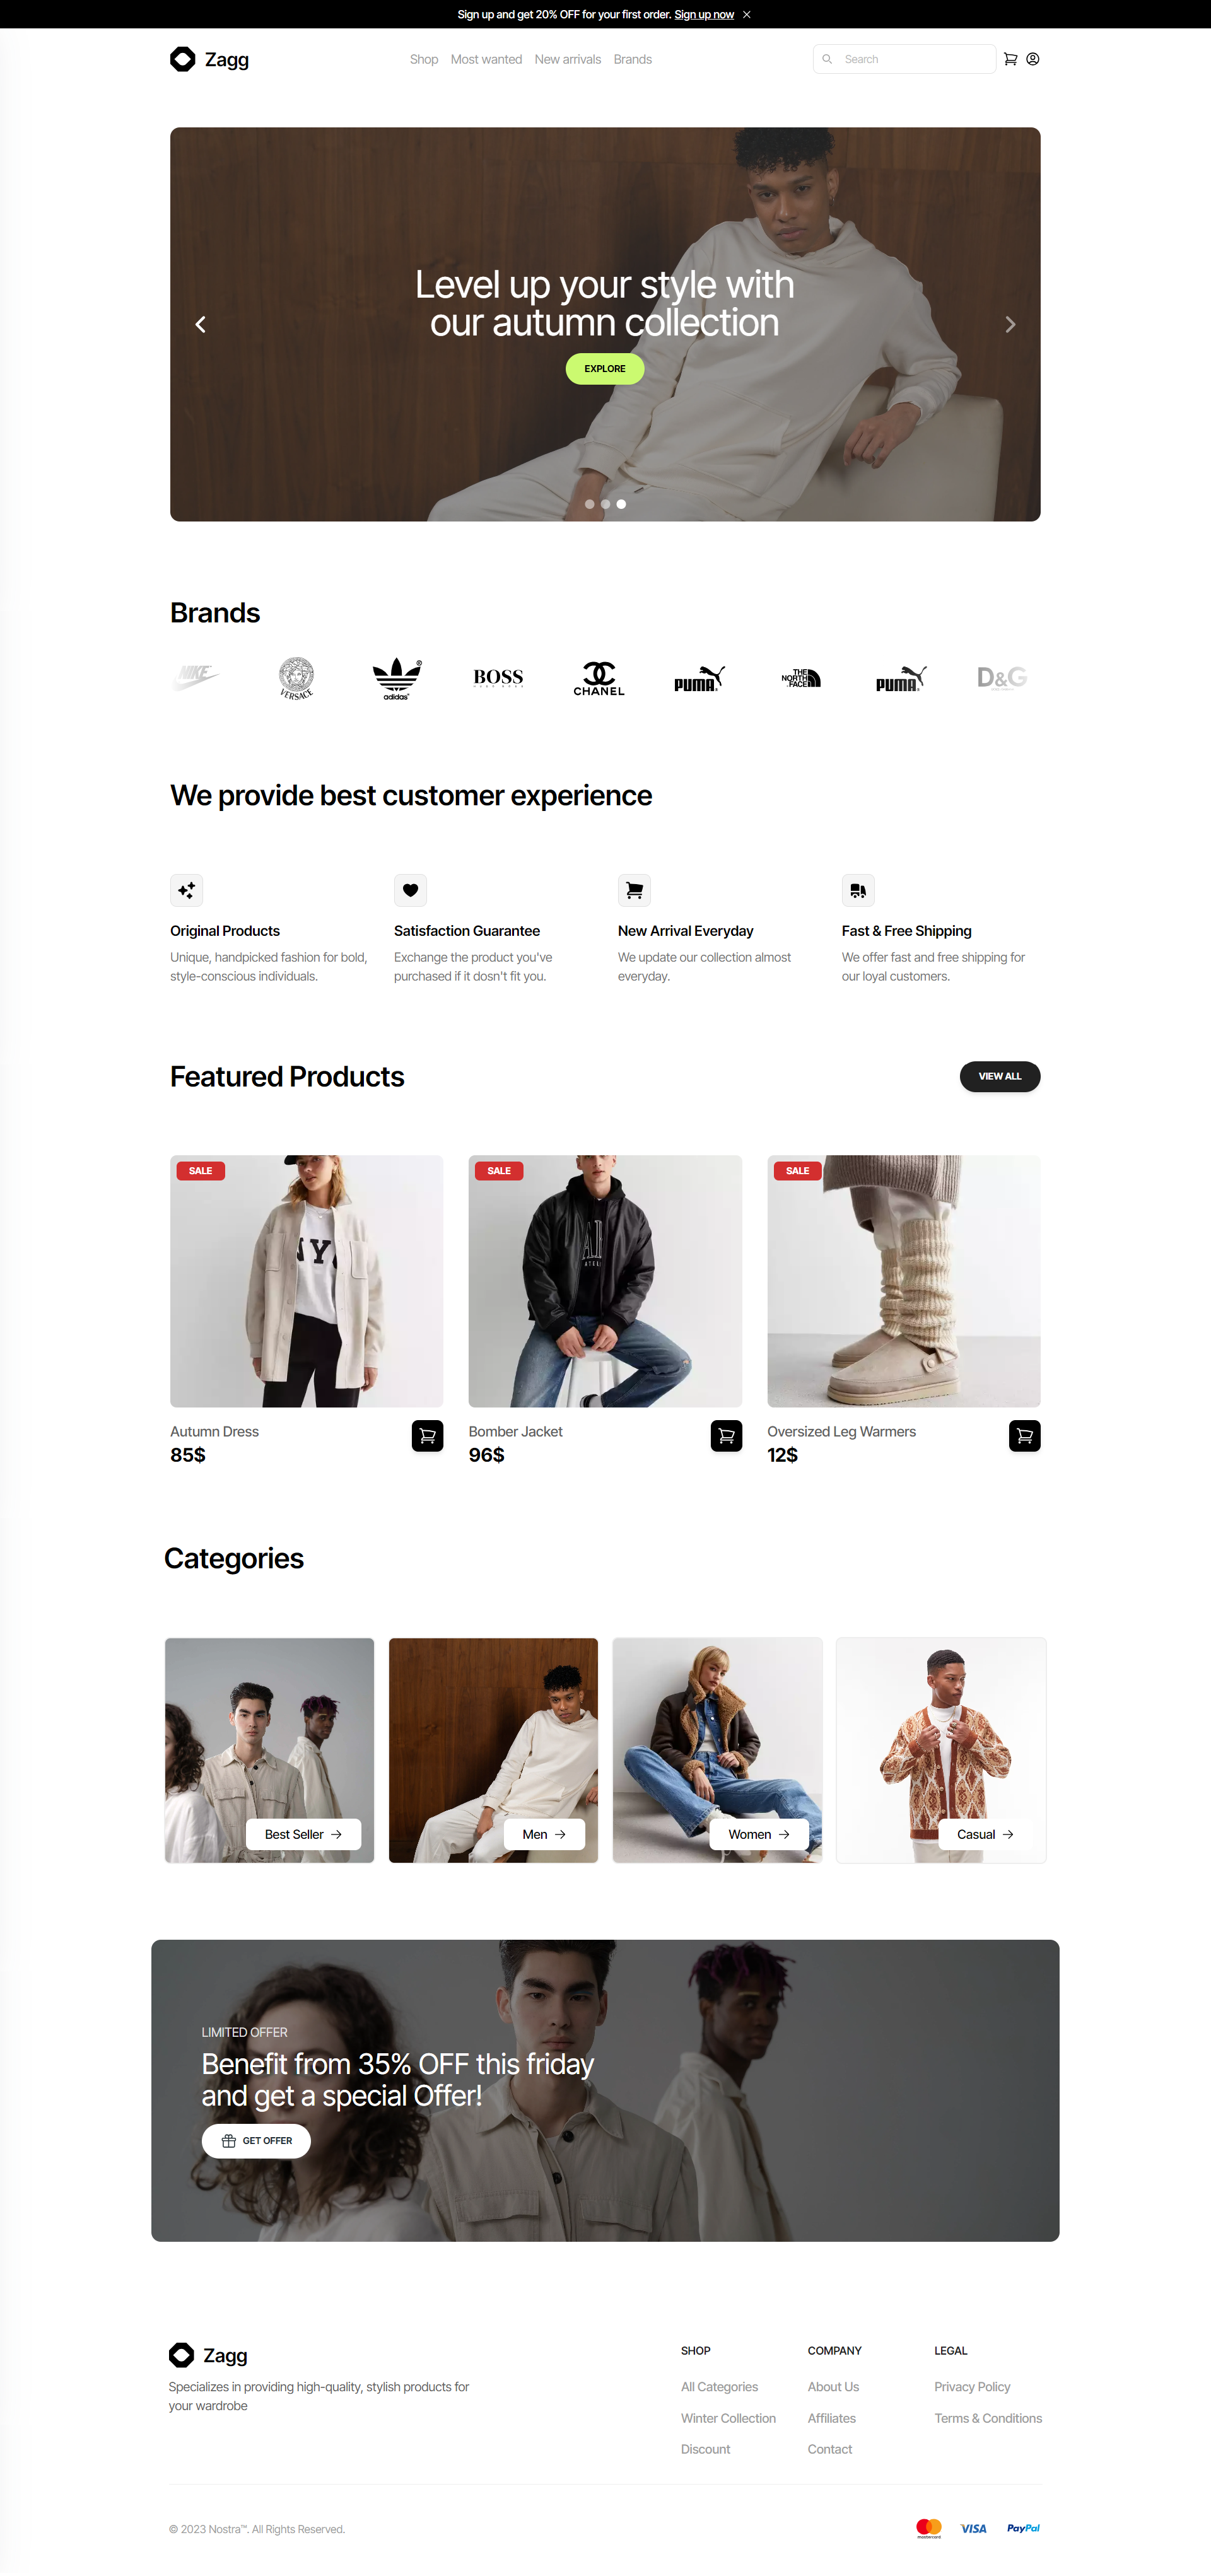 Sign up and get 20% OFF for your first order. Sign up now
Zagg
Shop Most wanted New arrivals Brands
Search
Level up your style with
our autumn collection
EXPLORE
Brands
NIKE VERSACE adidas BOSS CHANEL PUMA THE NORTH FACE PUMA D&G
We provide best customer experience
Original Products
Unique, handpicked fashion for bold,
style-conscious individuals.
Satisfaction Guarantee
Exchange the product you've
purchased if it dosn't fit you.
New Arrival Everyday
We update our collection almost
everyday.
Fast & Free Shipping
We offer fast and free shipping for
our loyal customers.
Featured Products
VIEW ALL
SALE
Autumn Dress
85$
SALE
Bomber Jacket
96$
SALE
Oversized Leg Warmers
12$
Categories
Best Seller
Men
Women
Casual
LIMITED OFFER
Benefit from 35% OFF this friday
and get a special Offer!
GET OFFER
Zagg
Specializes in providing high-quality, stylish products for
your wardrobe
SHOP
All Categories
Winter Collection
Discount
COMPANY
About Us
Affiliates
Contact
LEGAL
Privacy Policy
Terms & Conditions
© 2023 Nostra™. All Rights Reserved.
mastercard VISA PayPal